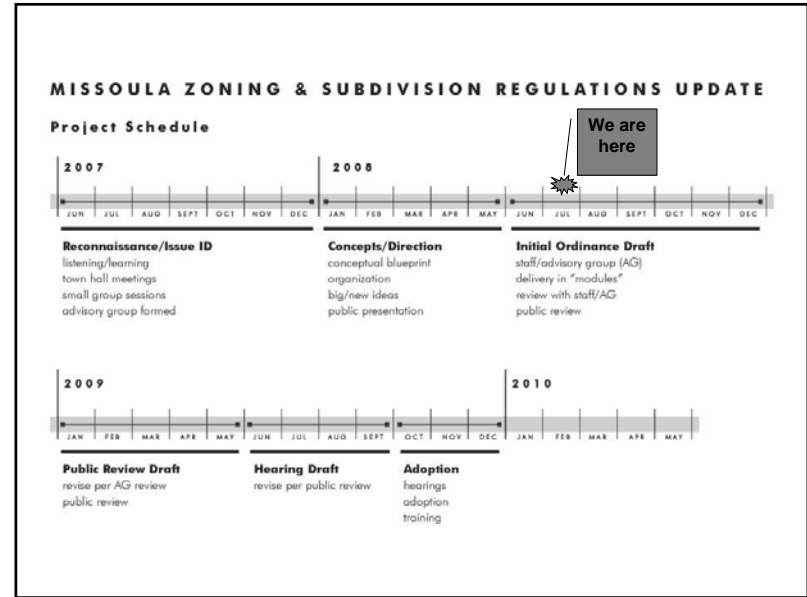 MISSOULA ZONING & SUBDIVISION REGULATIONS UPDATE
Project Schedule
We are
here
2007 2008
JUN JUL AUG SEPT OCT NOV DEC JAN FEB MAR APR MAY JUN JUL AUG SEPT OCT NOV DEC
Reconnaissance/Issue ID
listening/learning
town hall meetings
small group sessions
advisory group formed
Concepts/Direction
conceptual blueprint
organization
big/new ideas
public presentation
Initial Ordinance Draft
staff/advisory group (AG)
delivery in "modules"
review with staff/AG
public review
2009 2010
JAN FEB MAR APR MAY JUN JUL AUG SEPT OCT NOV DEC JAN FEB MAR APR MAY
Public Review Draft
revise per AG review
public review
Hearing Draft
revise per public review
Adoption
hearings
adoption
training